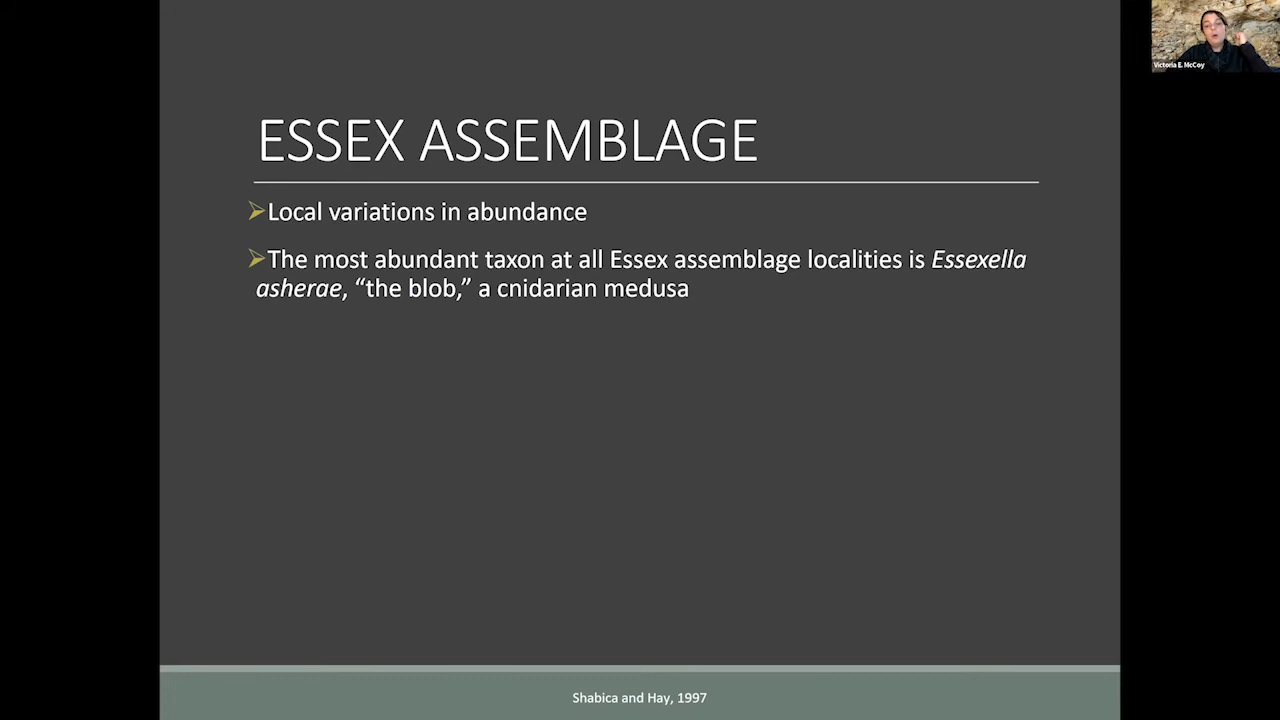 Victoria E. McCoy
ESSEX ASSEMBLAGE
Local variations in abundance
The most abundant taxon at all Essex assemblage localities is Essexella
asherae, “the blob,” a cnidarian medusa
Shabica and Hay, 1997